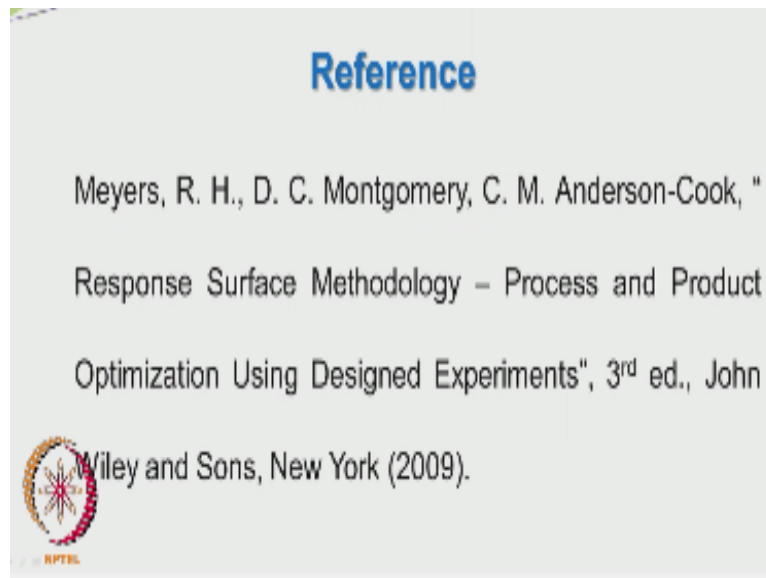 Reference
Meyers, R. H., D. C. Montgomery, C. M. Anderson-Cook, "
Response Surface Methodology – Process and Product
Optimization Using Designed Experiments", 3rd ed., John
Wiley and Sons, New York (2009).
NPTEL